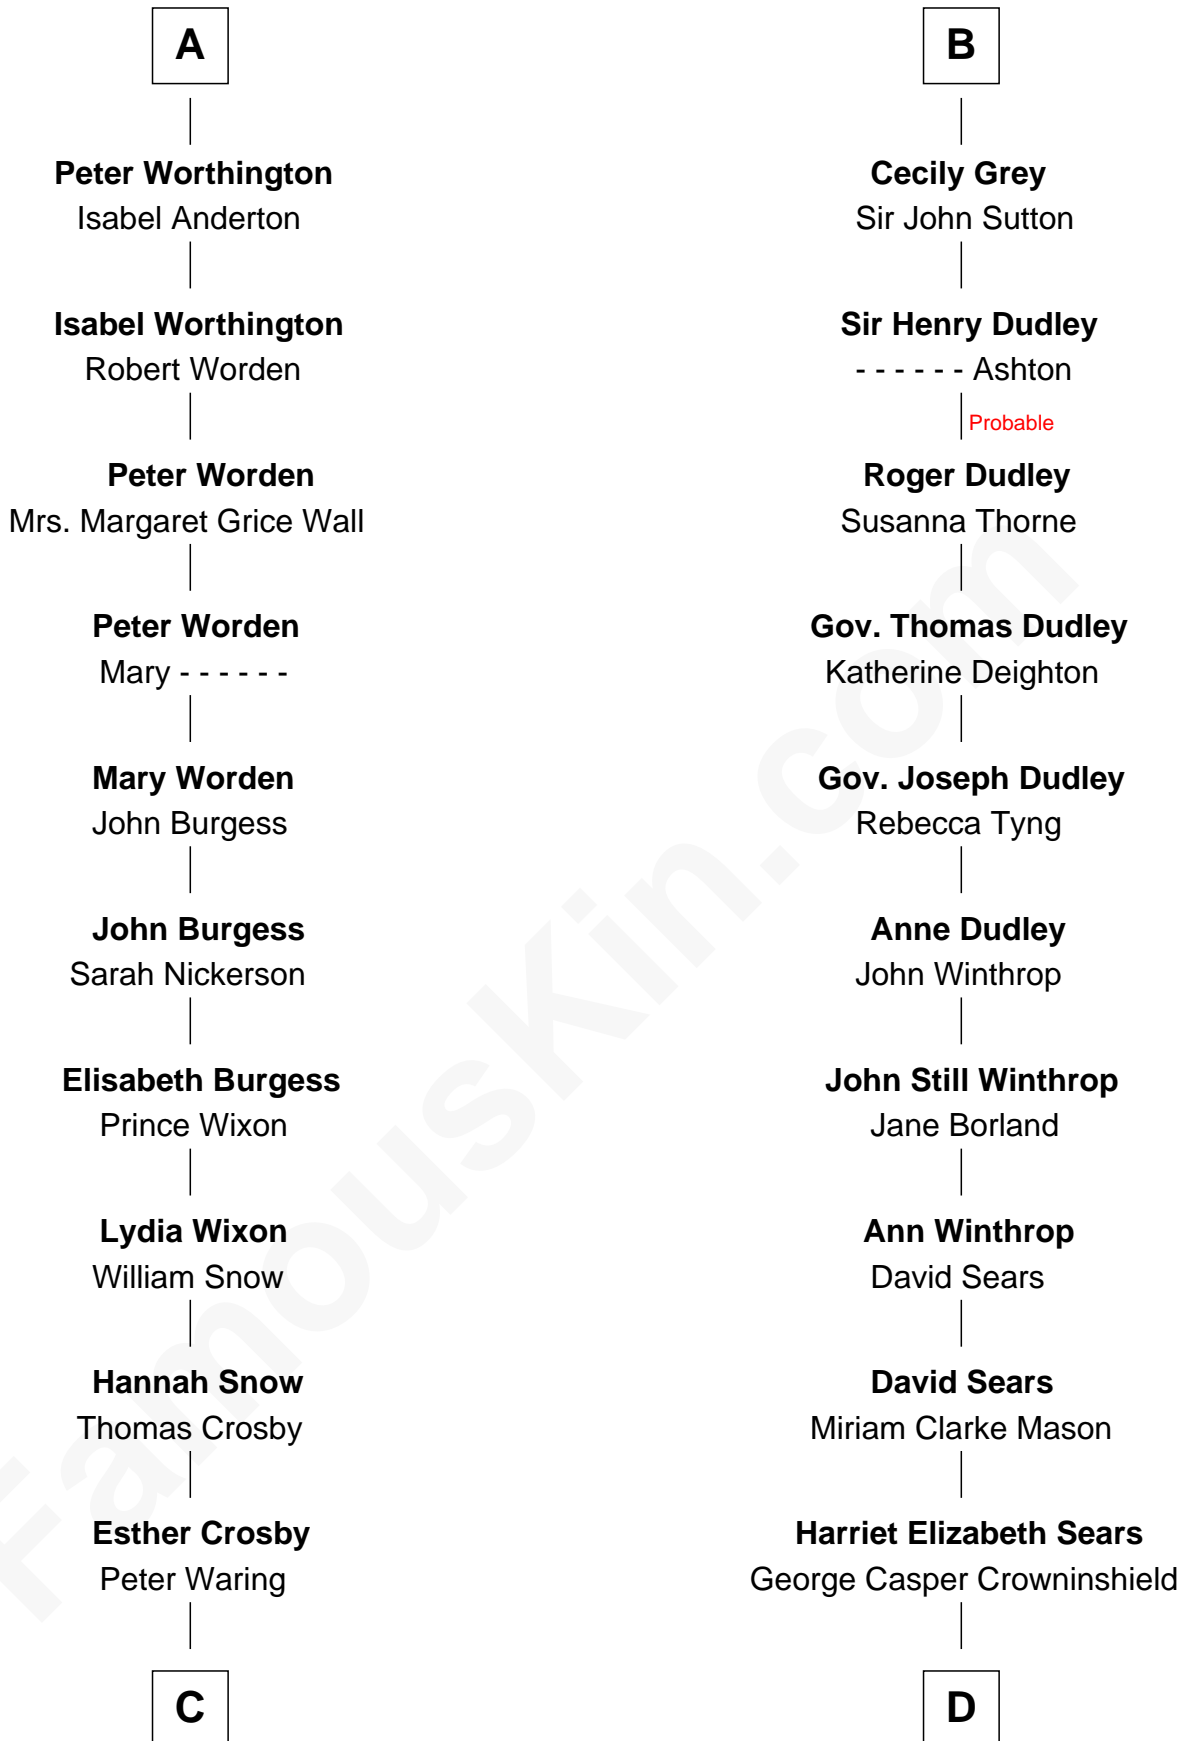 A
Peter Worthington
Isabel Anderton
Isabel Worthington
Robert Worden
Peter Worden
Mrs. Margaret Grice Wall
Peter Worden
Mary - - - - - -
Mary Worden
John Burgess
John Burgess
Sarah Nickerson
Elisabeth Burgess
Prince Wixon
Lydia Wixon
William Snow
Hannah Snow
Thomas Crosby
Esther Crosby
Peter Waring
C
B
Cecily Grey
Sir John Sutton
Sir Henry Dudley
- - - - - - Ashton
Probable
Roger Dudley
Susanna Thorne
Gov. Thomas Dudley
Katherine Deighton
Gov. Joseph Dudley
Rebecca Tyng
Anne Dudley
John Winthrop
John Still Winthrop
Jane Borland
Ann Winthrop
David Sears
David Sears
Miriam Clarke Mason
Harriet Elizabeth Sears
George Casper Crowninshield
D
FamousKin.com